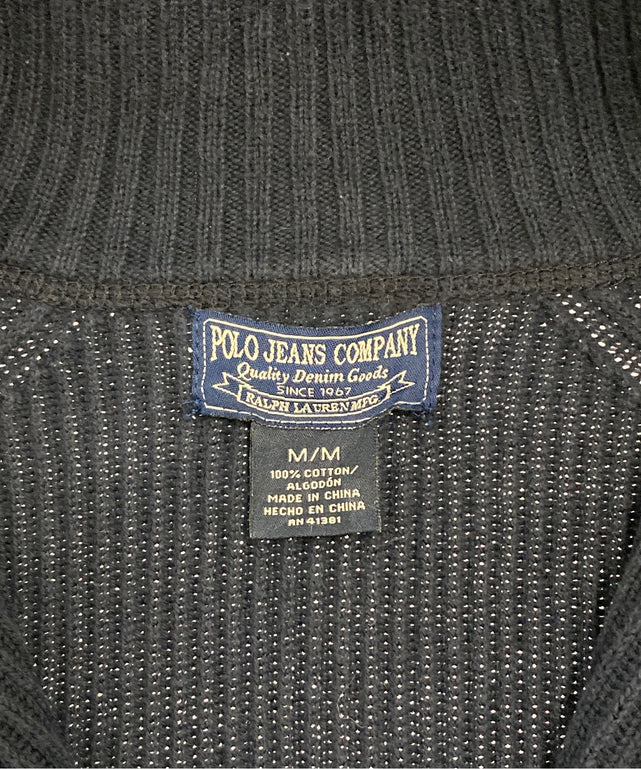 POLO JEANS COMPANY
Quality Denim Goods
SINCE 1967
RALPH LAUREN MFG
M/M
100% COTTON/
ALGODÓN
MADE IN CHINA
HECHO EN CHINA
RN 41381